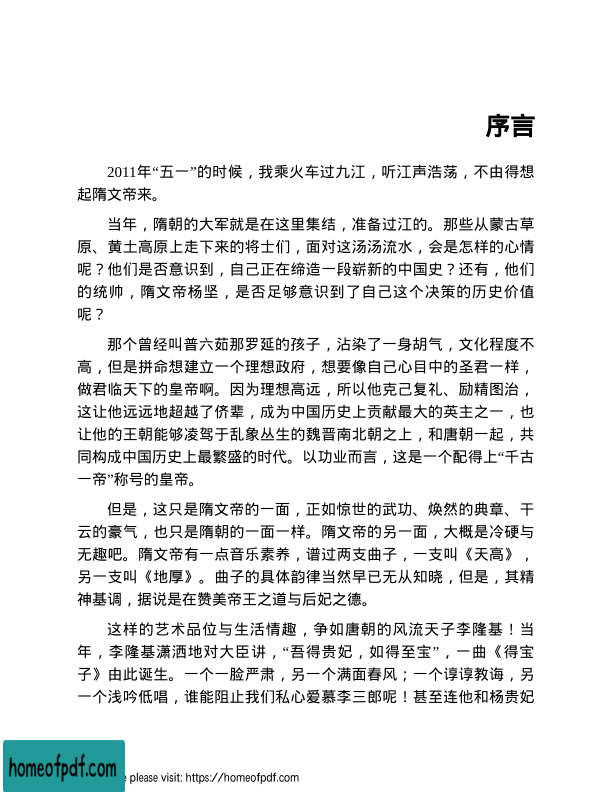 序言
2011年“五一”的时候，我乘火车过九江，听江声浩荡，不由得想
起隋文帝来。
当年，隋朝的大军就是在这里集结，准备过江的。那些从蒙古草
原、黄土高原上走下来的将士们，面对这汤汤流水，会是怎样的心情
呢？他们是否意识到，自己正在缔造一段崭新的中国史？还有，他们
的统帅，隋文帝杨坚，是否足够意识到了自己这个决策的历史价值
呢？
那个曾经叫普六茹那罗延的孩子，沾染了一身胡气，文化程度不
高，但是拼命想建立一个理想政府，想要像自己心目中的圣君一样，
做君临天下的皇帝啊。因为理想高远，所以他克己复礼、励精图治，
这让他远远地超越了侪辈，成为中国历史上贡献最大的英主之一，也
让他的王朝能够凌驾于乱象丛生的魏晋南北朝之上，和唐朝一起，共
同构成中国历史上最繁盛的时代。以功业而言，这是一个配得上“千古
一帝”称号的皇帝。
但是，这只是隋文帝的一面，正如惊世的武功、焕然的典章、干
云的豪气，也只是隋朝的一面一样。隋文帝的另一面，大概是冷硬与
无趣吧。隋文帝有一点音乐素养，谱过两支曲子，一支叫《天高》，
另一支叫《地厚》。曲子的具体韵律当然早已无从知晓，但是，其精
神基调，据说是在赞美帝王之道与后妃之德。
这样的艺术品位与生活情趣，争如唐朝的风流天子李隆基！当
年，李隆基潇洒地对大臣讲，“吾得贵妃，如得至宝”，一曲《得宝
子》由此诞生。一个一脸严肃，另一个满面春风；一个谆谆教诲，另
一个浅吟低唱，谁能阻止我们私心爱慕李三郎呢！甚至连他和杨贵妃
homeofpdf.com
please visit: https://homeofpdf.com